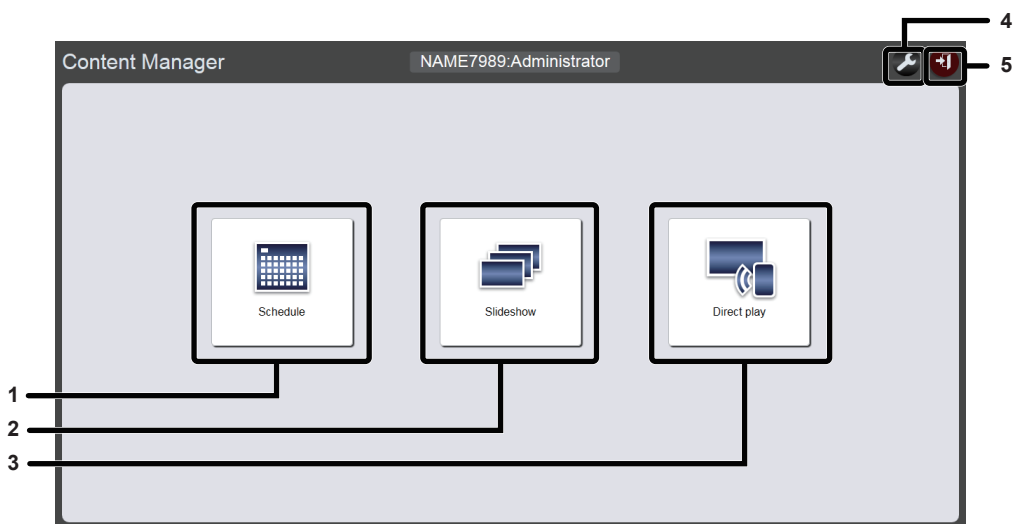 4
Content Manager
NAME7989:Administrator
5
Schedule
Slideshow
Direct play
1
2
3